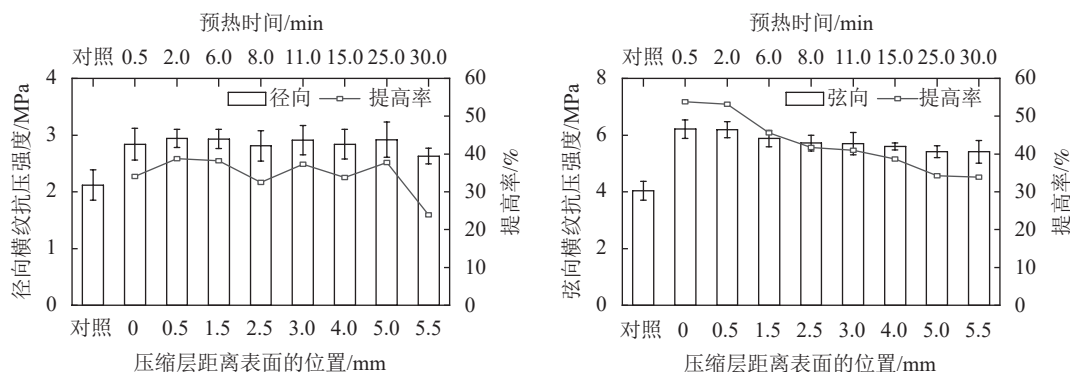 预热时间/min
对照 0.5 2.0 6.0 8.0 11.0 15.0 25.0 30.0
径向 提高率
4
3
2
1
0
径向横纹抗压强度/MPa
60
50
40
30
20
10
0
提高率/%
对照 0 0.5 1.5 2.5 3.0 4.0 5.0 5.5
压缩层距离表面的位置/mm
预热时间/min
对照 0.5 2.0 6.0 8.0 11.0 15.0 25.0 30.0
弦向 提高率
8
6
4
2
0
弦向横纹抗压强度/MPa
60
50
40
30
20
10
0
提高率/%
对照 0 0.5 1.5 2.5 3.0 4.0 5.0 5.5
压缩层距离表面的位置/mm